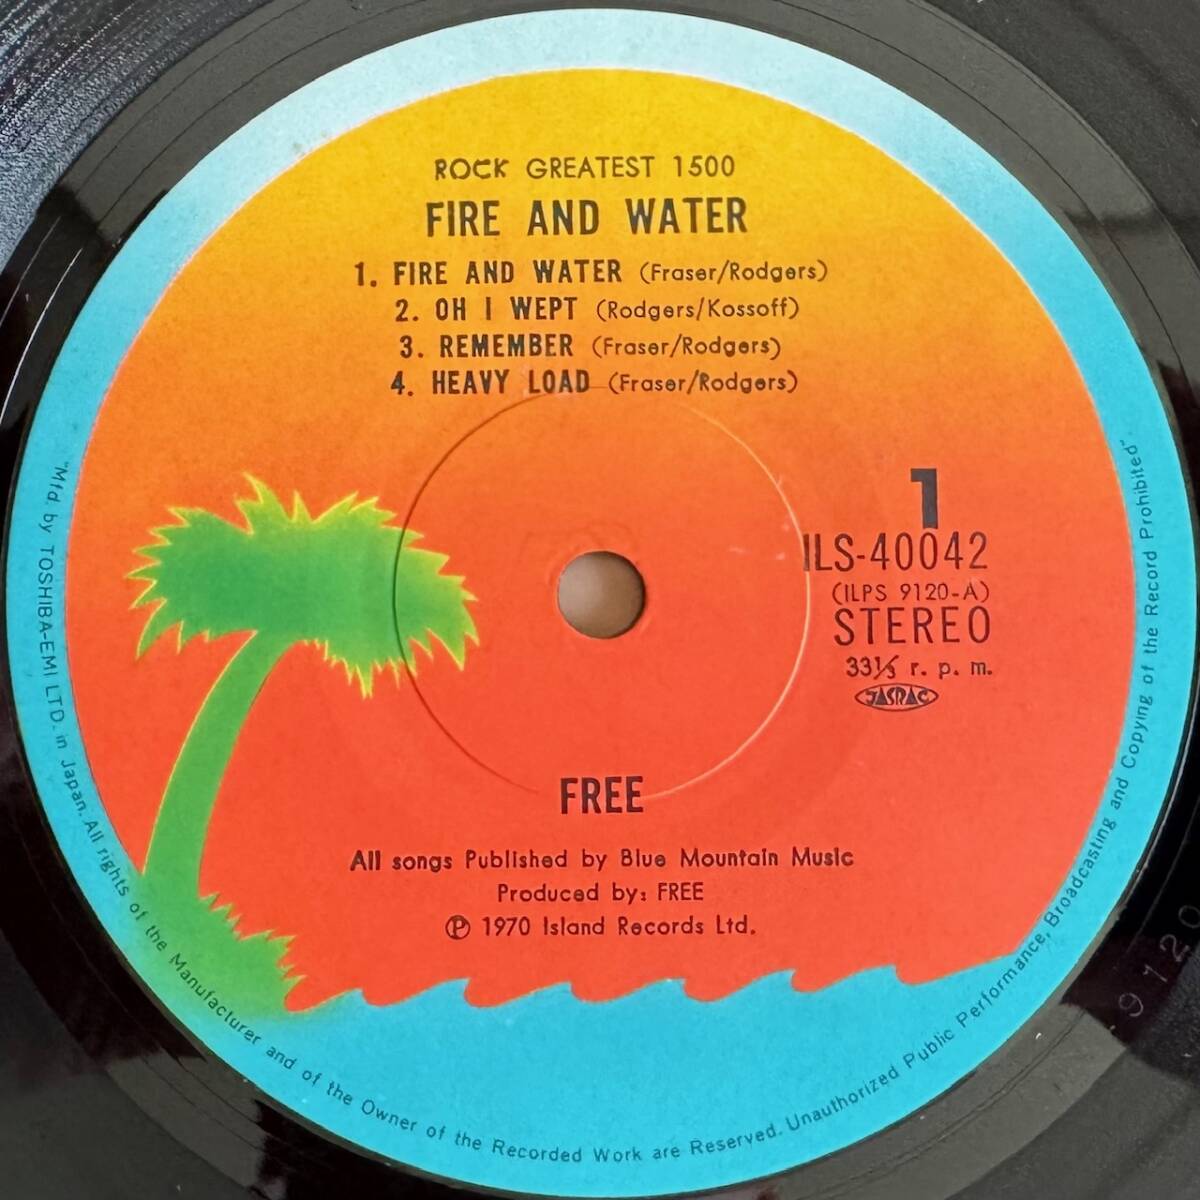 ROCK GREATEST 1500
FIRE AND WATER
1. FIRE AND WATER (Fraser/Rodgers)
2. OH I WEPT (Rodgers/Kossoff)
3. REMEMBER (Fraser/Rodgers)
4. HEAVY LOAD (Fraser/Rodgers)
1
ILS-40042
(ILPS 9120-A)
STEREO
33⅓ r. p. m.
JASRAC
FREE
All songs Published by Blue Mountain Music
Produced by: FREE
Ⓟ 1970 Island Records Ltd.
"Mfd. by TOSHIBA-EMI LTD. in Japan. All rights of the Manufacturer and of the Owner of the Recorded Work are Reserved. Unauthorized Public Performance, Broadcasting and Copying of the Record Prohibited"
9120